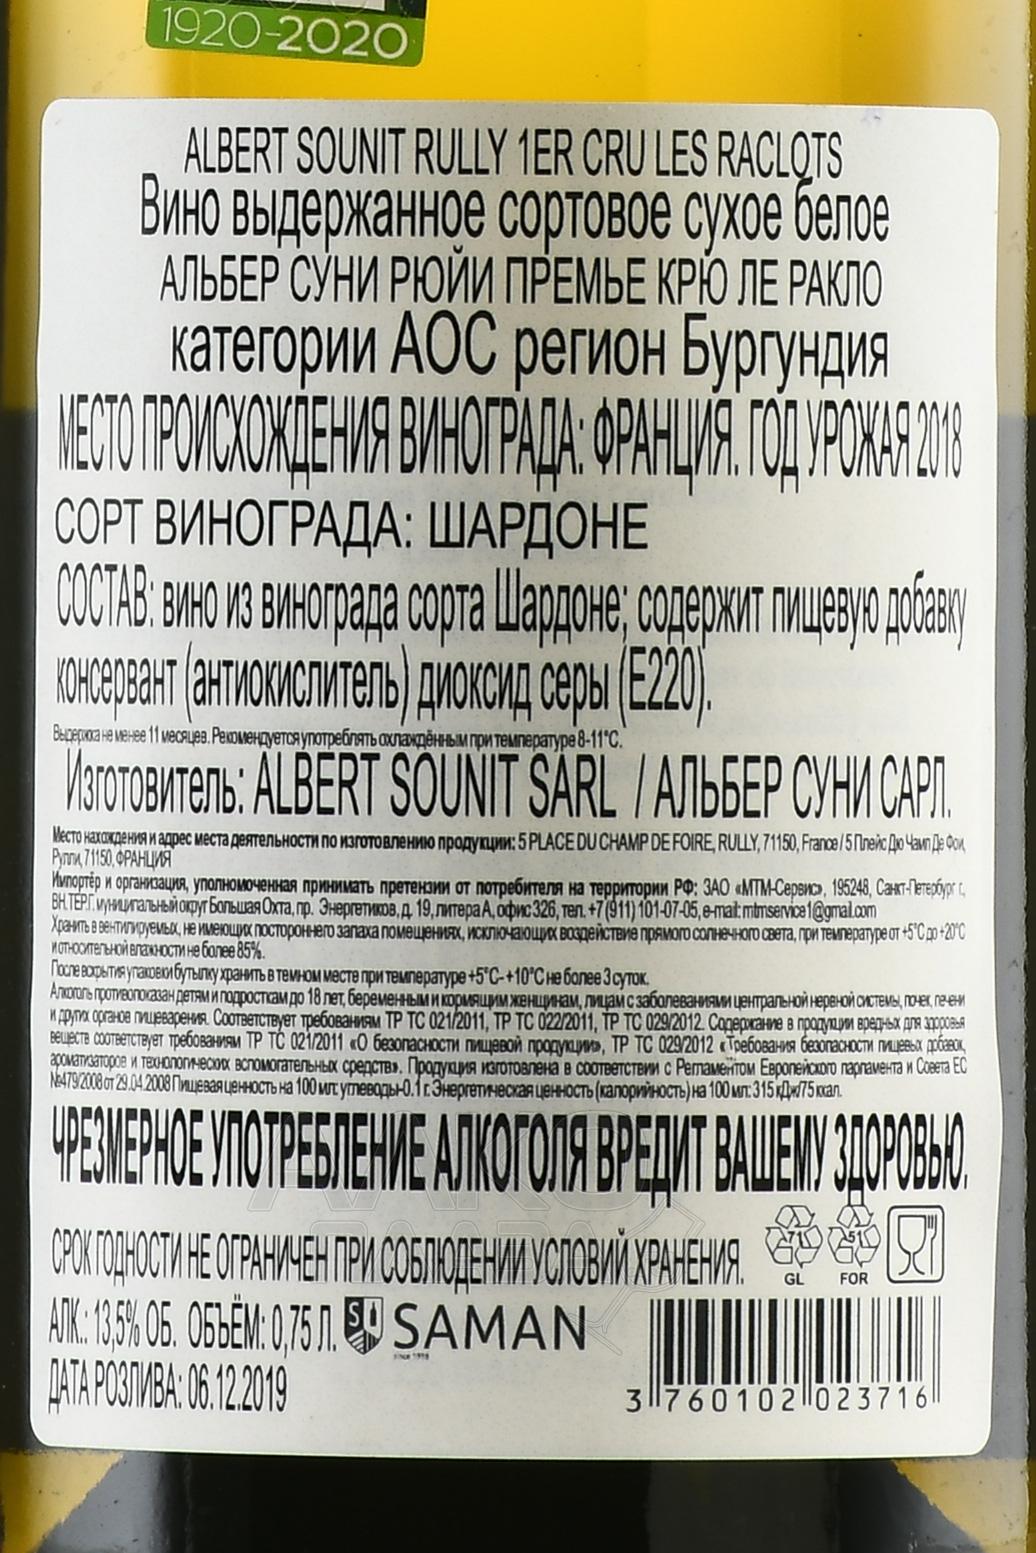 1920-2020
ALBERT SOUNIT RULLY 1ER CRU LES RACLOTS
Вино выдержанное сортовое сухое белое
АЛЬБЕР СУНИ РЮЙИ ПРЕМЬЕ КРЮ ЛЕ РАКЛО
категории АОС регион Бургундия
МЕСТО ПРОИСХОЖДЕНИЯ ВИНОГРАДА: ФРАНЦИЯ. ГОД УРОЖАЯ 2018
СОРТ ВИНОГРАДА: ШАРДОНЕ
СОСТАВ: вино из винограда сорта Шардоне; содержит пищевую добавку
консервант (антиокислитель) диоксид серы (Е220).
Выдержка не менее 11 месяцев. Рекомендуется употреблять охлаждённым при температуре 8-11°С.
Изготовитель: ALBERT SOUNIT SARL / АЛЬБЕР СУНИ САРЛ.
Место нахождения и адрес места деятельности по изготовлению продукции: 5 PLACE DU CHAMP DE FOIRE, RULLY, 71150, France / 5 Плейс Дю Чамп Де Фои,
Рулли, 71150, ФРАНЦИЯ
Импортёр и организация, уполномоченная принимать претензии от потребителя на территории РФ: ЗАО «МТМ-Сервис», 195248, Санкт-Петербург г.,
ВН.ТЕР.Г. муниципальный округ Большая Охта, пр. Энергетиков, д. 19, литера А, офис 326, тел. +7 (911) 101-07-05, e-mail: mtmservice1@gmail.com
Хранить в вентилируемых, не имеющих постороннего запаха помещениях, исключающих воздействие прямого солнечного света, при температуре от +5°С до +20°С
и относительной влажности не более 85%.
После вскрытия упаковки бутылку хранить в темном месте при температуре +5°С- +10°С не более 3 суток.
Алкоголь противопоказан детям и подросткам до 18 лет, беременным и кормящим женщинам, лицам с заболеваниями центральной нервной системы, почек, печени
и других органов пищеварения. Соответствует требованиям ТР ТС 021/2011, ТР ТС 022/2011, ТР ТС 029/2012. Содержание в продукции вредных для здоровья
веществ соответствует требованиям ТР ТС 021/2011 «О безопасности пищевой продукции», ТР ТС 029/2012 «Требования безопасности пищевых добавок,
ароматизаторов и технологических вспомогательных средств». Продукция изготовлена в соответствии с Регламентом Европейского парламента и Совета ЕС
№479/2008 от 29.04.2008 Пищевая ценность на 100 мл: углеводы-0.1 г. Энергетическая ценность (калорийность) на 100 мл: 315 кДж/75 ккал.
ЧРЕЗМЕРНОЕ УПОТРЕБЛЕНИЕ АЛКОГОЛЯ ВРЕДИТ ВАШЕМУ ЗДОРОВЬЮ.
СРОК ГОДНОСТИ НЕ ОГРАНИЧЕН ПРИ СОБЛЮДЕНИИ УСЛОВИЙ ХРАНЕНИЯ.
71 51
GL FOR
АЛК.: 13,5% ОБ. ОБЪЁМ: 0,75 Л. SAMAN
since 1998
ДАТА РОЗЛИВА: 06.12.2019
3 760102 023716